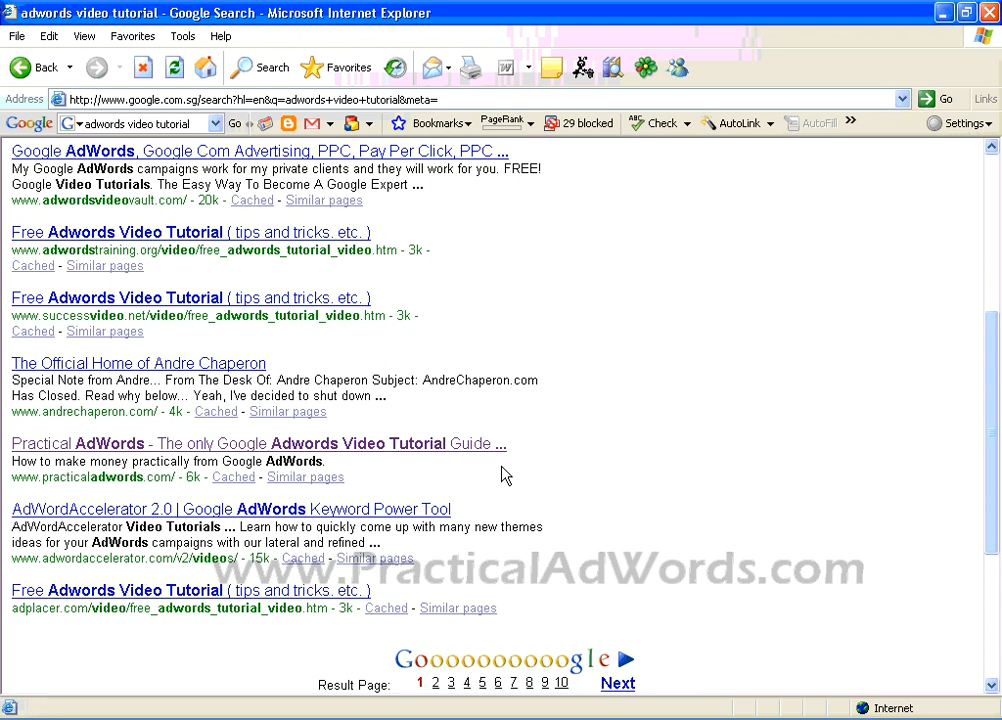 adwords video tutorial - Google Search - Microsoft Internet Explorer
File Edit View Favorites Tools Help
Back Search Favorites
Address http://www.google.com.sg/search?hl=en&q=adwords+video+tutorial&meta= Go Links
Google G adwords video tutorial Go Bookmarks PageRank 29 blocked Check AutoLink AutoFill Settings
Google AdWords, Google Com Advertising, PPC, Pay Per Click, PPC ...
My Google AdWords campaigns work for my private clients and they will work for you. FREE!
Google Video Tutorials. The Easy Way To Become A Google Expert ...
www.adwordsvideovault.com/ - 20k - Cached - Similar pages
Free Adwords Video Tutorial ( tips and tricks. etc. )
www.adwordstraining.org/video/free_adwords_tutorial_video.htm - 3k -
Cached - Similar pages
Free Adwords Video Tutorial ( tips and tricks. etc. )
www.successvideo.net/video/free_adwords_tutorial_video.htm - 3k -
Cached - Similar pages
The Official Home of Andre Chaperon
Special Note from Andre... From The Desk Of: Andre Chaperon Subject: AndreChaperon.com
Has Closed. Read why below... Yeah, I've decided to shut down ...
www.andrechaperon.com/ - 4k - Cached - Similar pages
Practical AdWords - The only Google Adwords Video Tutorial Guide ...
How to make money practically from Google AdWords.
www.practicaladwords.com/ - 6k - Cached - Similar pages
AdWordAccelerator 2.0 | Google AdWords Keyword Power Tool
AdWordAccelerator Video Tutorials ... Learn how to quickly come up with many new themes
ideas for your AdWords campaigns with our lateral and refined ...
www.adwordaccelerator.com/v2/videos/ - 15k - Cached - Similar pages
www.PracticalAdWords.com
Free Adwords Video Tutorial ( tips and tricks. etc. )
adplacer.com/video/free_adwords_tutorial_video.htm - 3k - Cached - Similar pages
Goooooooooogle
Result Page: 1 2 3 4 5 6 7 8 9 10 Next
Internet